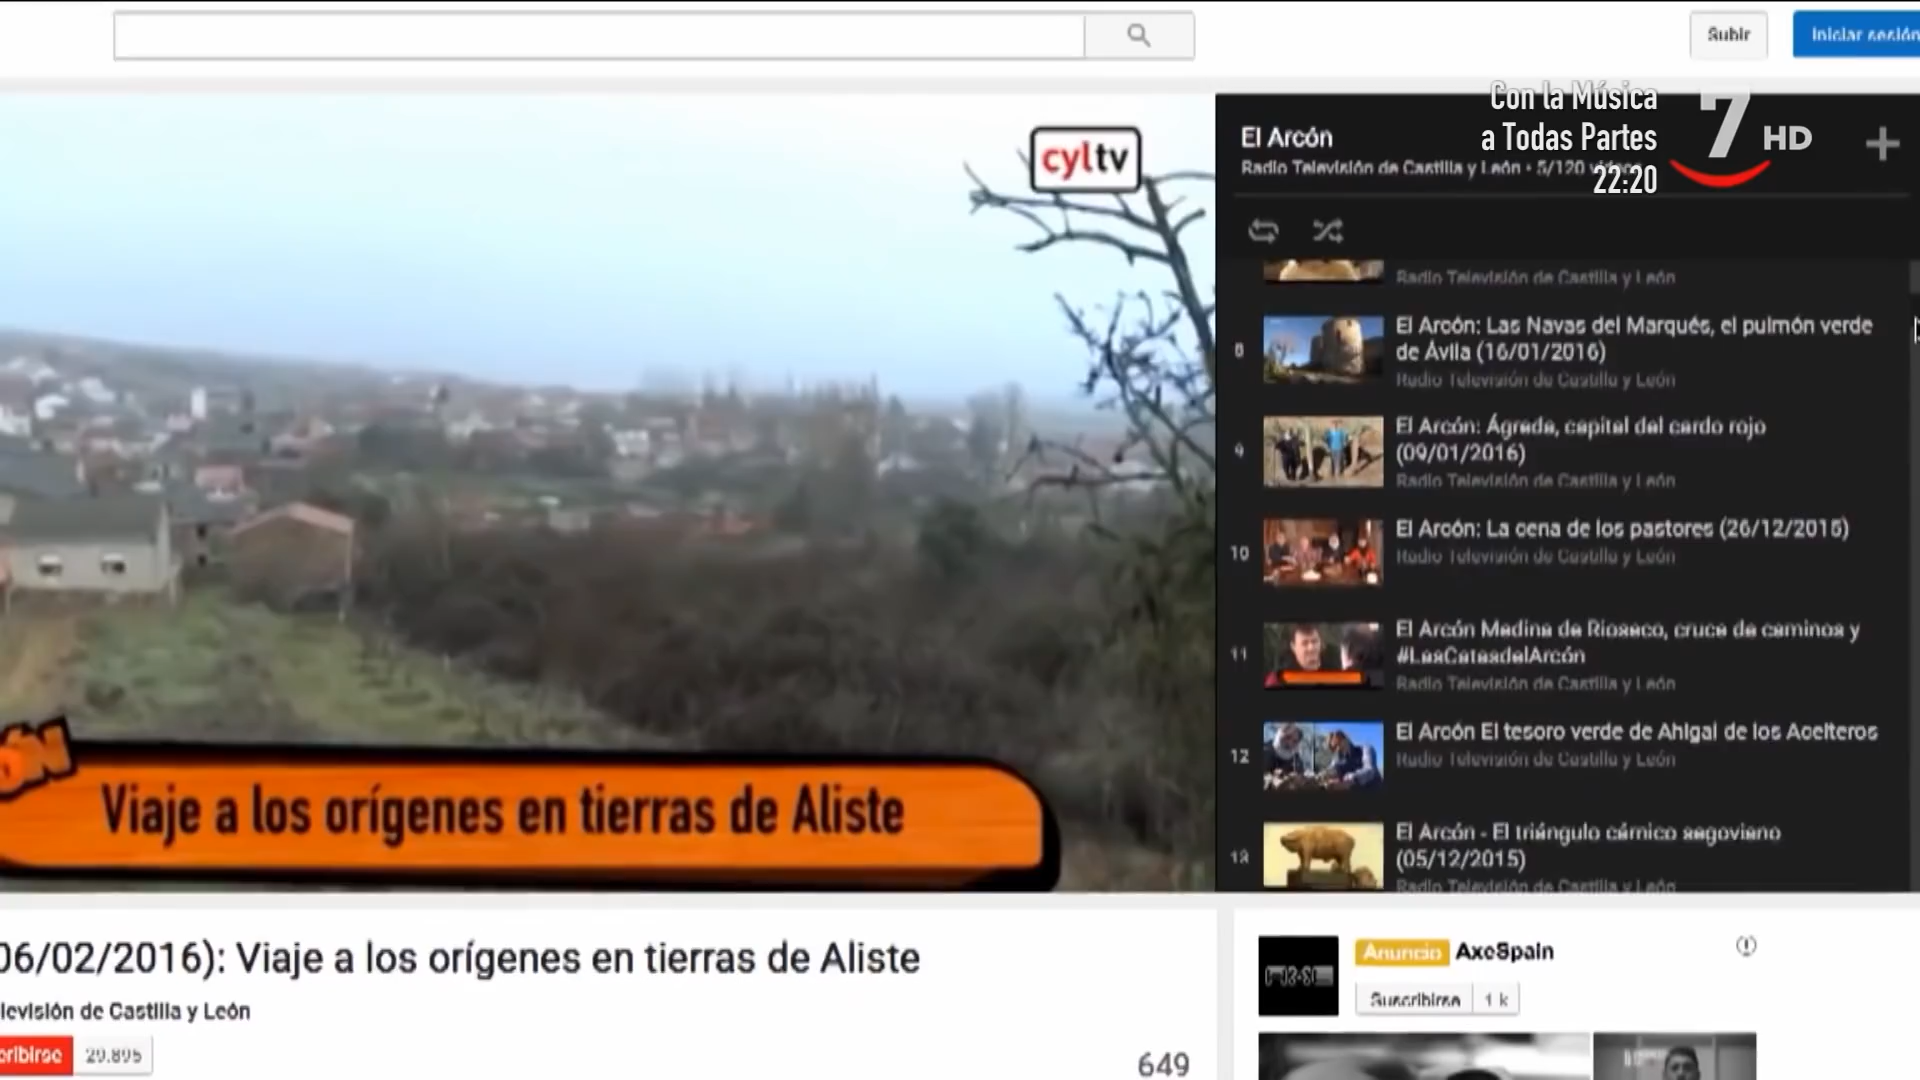 Subir
Iniciar sesión
Con la Música
a Todas Partes
22:20
7 HD
cyltv
El Arcón
Radio Televisión de Castilla y León • 5/120
Radio Televisión de Castilla y León
8
El Arcón: Las Navas del Marqués, el pulmón verde
de Ávila (16/01/2016)
Radio Televisión de Castilla y León
9
El Arcón: Ágreda, capital del cardo rojo
(09/01/2016)
Radio Televisión de Castilla y León
10
El Arcón: La cena de los pastores (26/12/2015)
Radio Televisión de Castilla y León
11
El Arcón Medina de Rioseco, cruce de caminos y
#LasCatasdelArcón
Radio Televisión de Castilla y León
12
El Arcón El tesoro verde de Ahigal de los Aceiteros
Radio Televisión de Castilla y León
13
El Arcón - El triángulo cárnico segoviano
(05/12/2015)
Radio Televisión de Castilla y León
ÓN
Viaje a los orígenes en tierras de Aliste
06/02/2016): Viaje a los orígenes en tierras de Aliste
levisión de Castilla y León
cribirse 29.895
649
Anuncio AxeSpain
Suscribirse 1 k